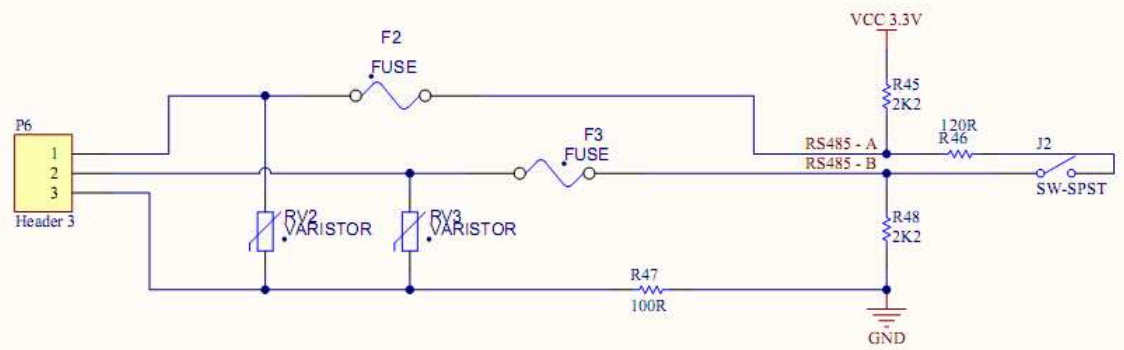 VCC 3.3V
F2
FUSE
R45
2K2
P6
1
2
3
Header 3
F3
FUSE
RS485 - A
RS485 - B
120R
R46
J2
SW-SPST
RV2
VARISTOR
RV3
VARISTOR
R48
2K2
R47
100R
GND